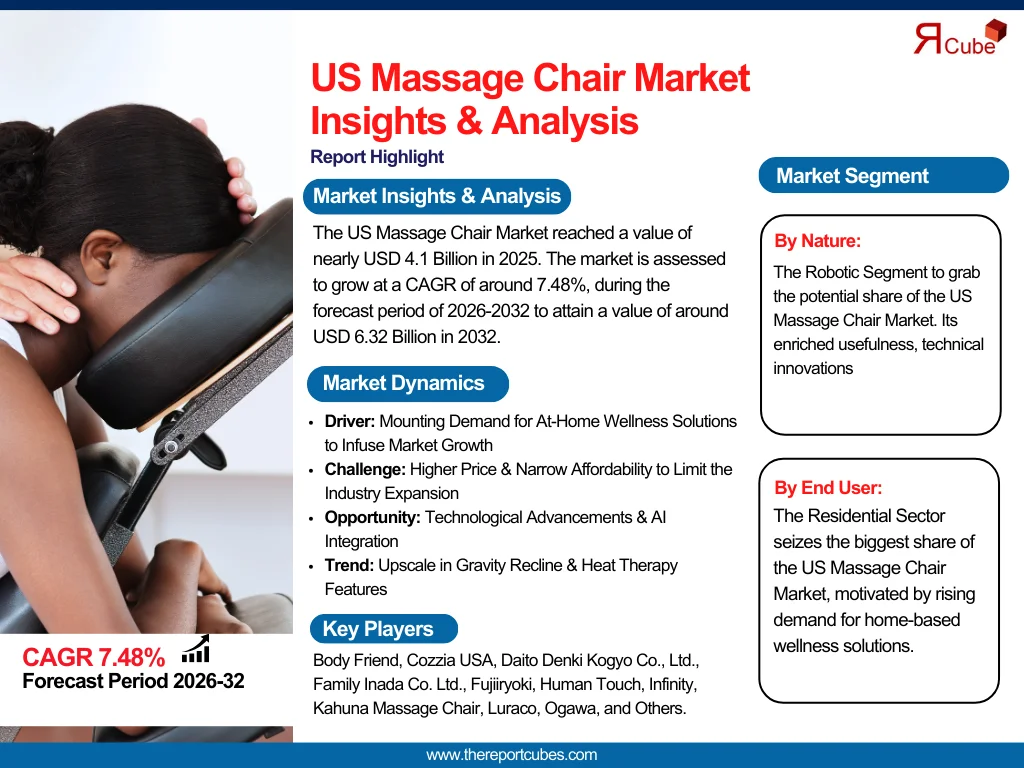 ЯCube
US Massage Chair Market
Insights & Analysis
Report Highlight
Market Insights & Analysis
The US Massage Chair Market reached a value of
nearly USD 4.1 Billion in 2025. The market is assessed
to grow at a CAGR of around 7.48%, during the
forecast period of 2026-2032 to attain a value of around
USD 6.32 Billion in 2032.
Market Dynamics
• Driver: Mounting Demand for At-Home Wellness Solutions
to Infuse Market Growth
• Challenge: Higher Price & Narrow Affordability to Limit the
Industry Expansion
• Opportunity: Technological Advancements & AI
Integration
• Trend: Upscale in Gravity Recline & Heat Therapy
Features
Key Players
Body Friend, Cozzia USA, Daito Denki Kogyo Co., Ltd.,
Family Inada Co. Ltd., Fujiiryoki, Human Touch, Infinity,
Kahuna Massage Chair, Luraco, Ogawa, and Others.
Market Segment
By Nature:
The Robotic Segment to grab
the potential share of the US
Massage Chair Market. Its
enriched usefulness, technical
innovations
By End User:
The Residential Sector
seizes the biggest share of
the US Massage Chair
Market, motivated by rising
demand for home-based
wellness solutions.
CAGR 7.48%
Forecast Period 2026-32
www.thereportcubes.com